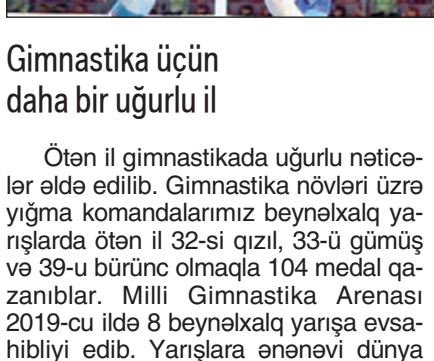 Gimnastika üçün
daha bir uğurlu il
Ötən il gimnastikada uğurlu nəticə-
lər əldə edilib. Gimnastika növləri üzrə
yığma komandalarımız beynəlxalq ya-
rışlarda ötən il 32-si qızıl, 33-ü gümüş
və 39-u bürünc olmaqla 104 medal qa-
zanıblar. Milli Gimnastika Arenası
2019-cu ildə 8 beynəlxalq yarışa evsa-
hibliyi edib. Yarışlara ənənəvi dünya